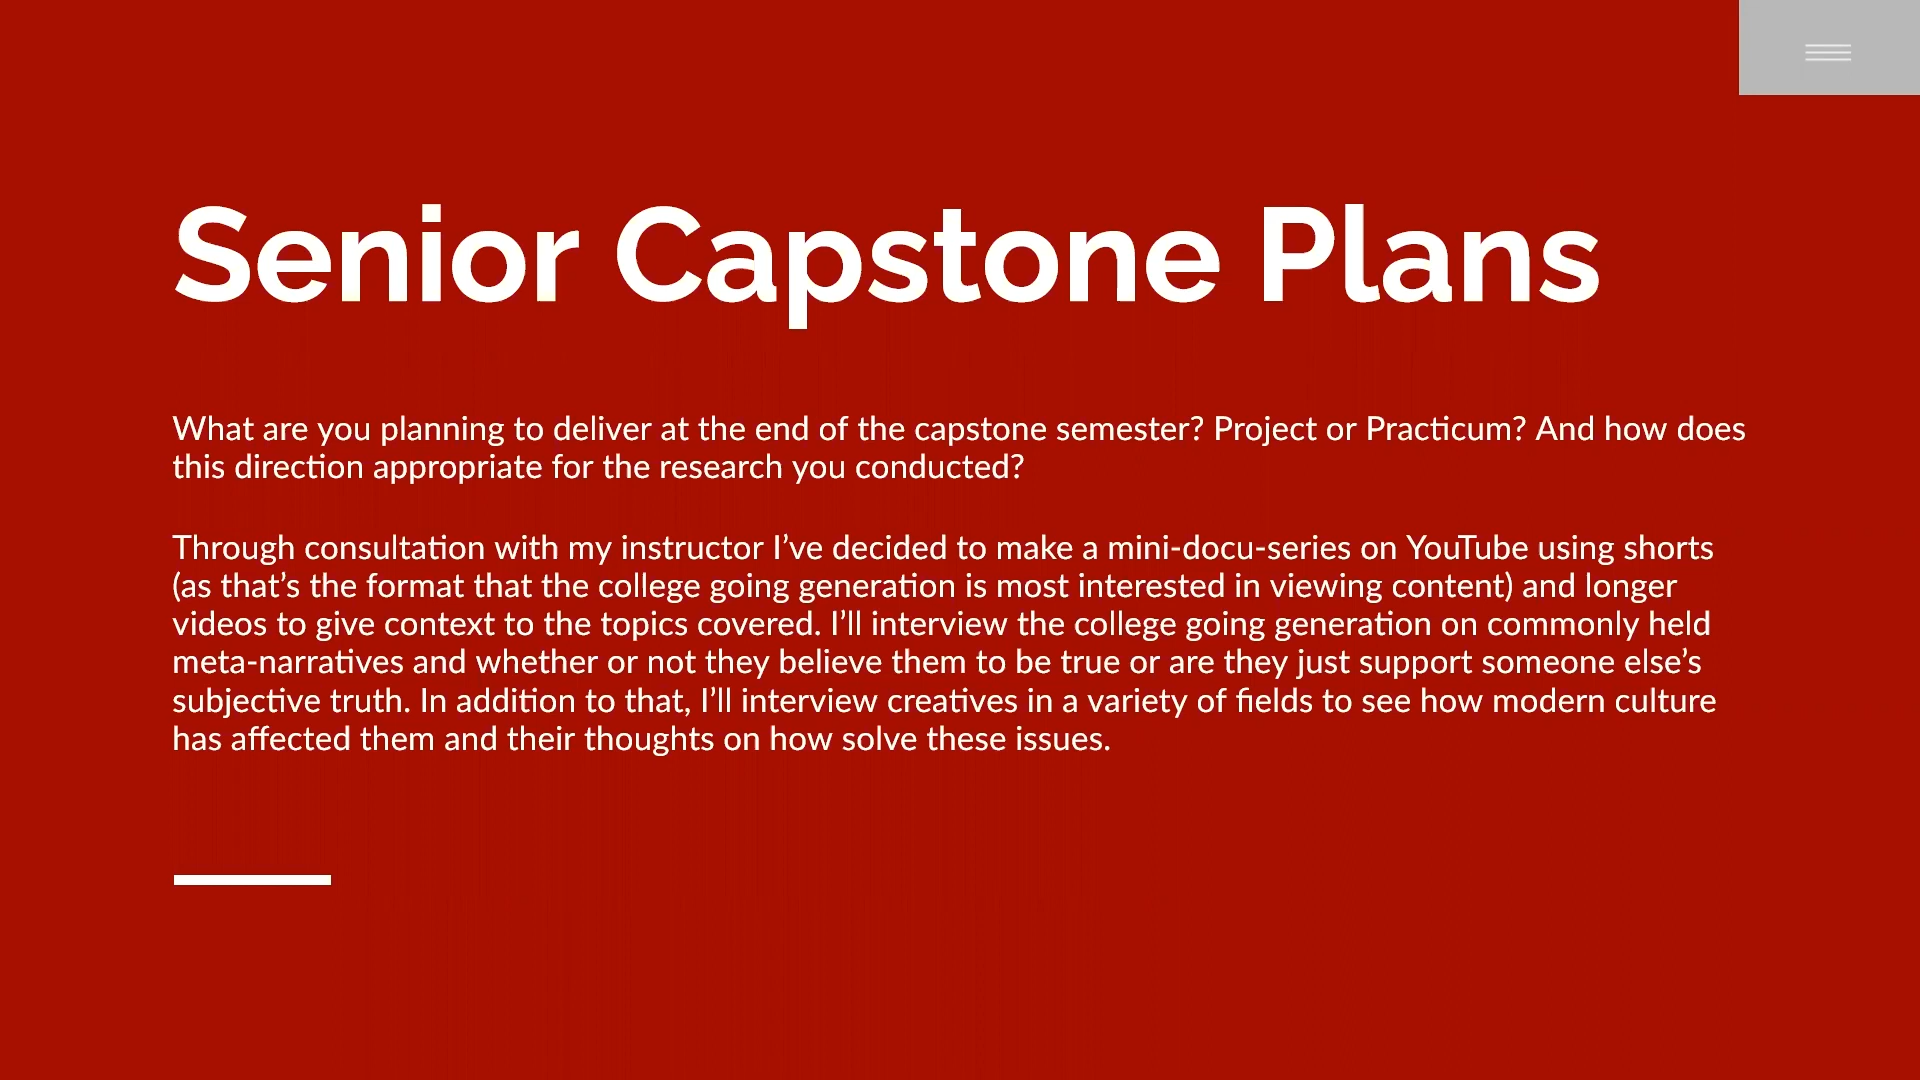 Senior Capstone Plans
What are you planning to deliver at the end of the capstone semester? Project or Practicum? And how does
this direction appropriate for the research you conducted?
Through consultation with my instructor I’ve decided to make a mini-docu-series on YouTube using shorts
(as that’s the format that the college going generation is most interested in viewing content) and longer
videos to give context to the topics covered. I’ll interview the college going generation on commonly held
meta-narratives and whether or not they believe them to be true or are they just support someone else’s
subjective truth. In addition to that, I’ll interview creatives in a variety of fields to see how modern culture
has affected them and their thoughts on how solve these issues.